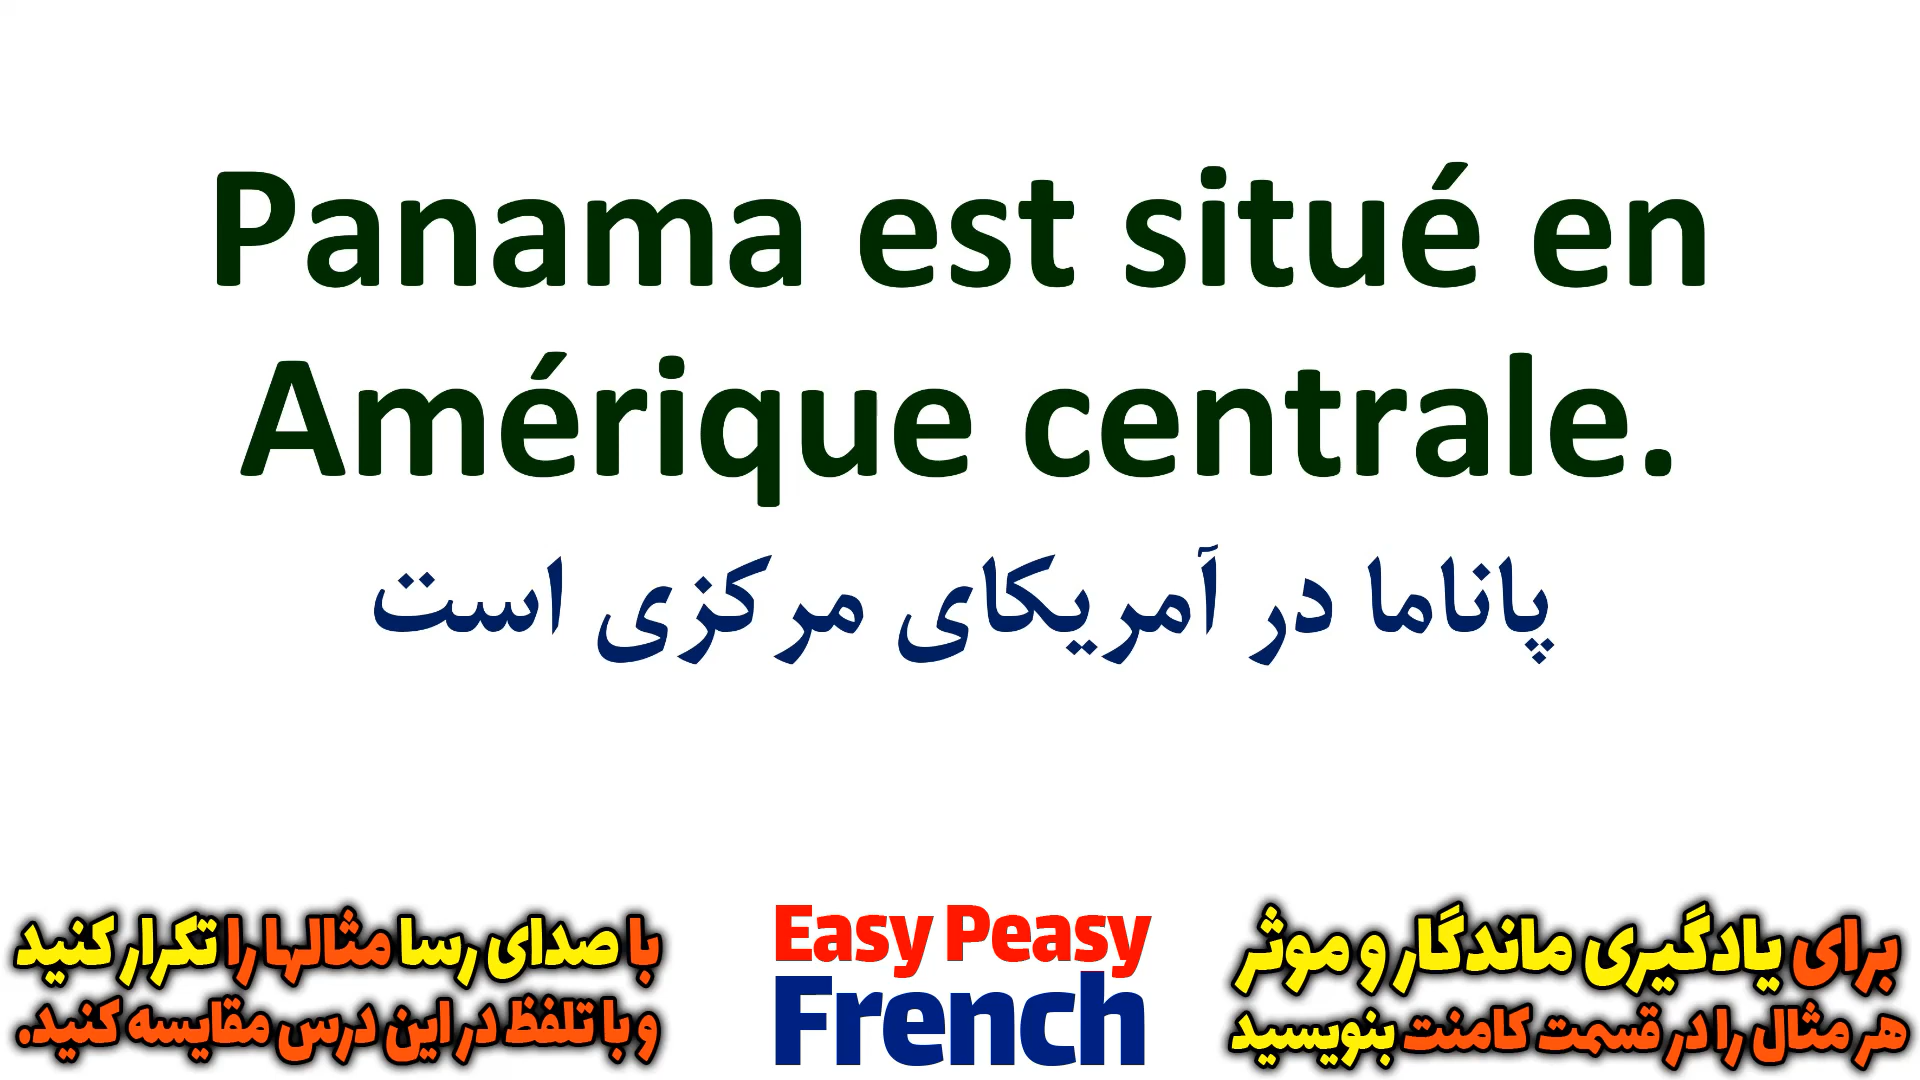 Panama est situé en
Amérique centrale.
پاناما در آمریکای مرکزی است
با صدای رسا مثالها را تکرار کنید
و با تلفظ در این درس مقایسه کنید.
Easy Peasy
French
برای یادگیری ماندگار و موثر
هر مثال را در قسمت کامنت بنویسید